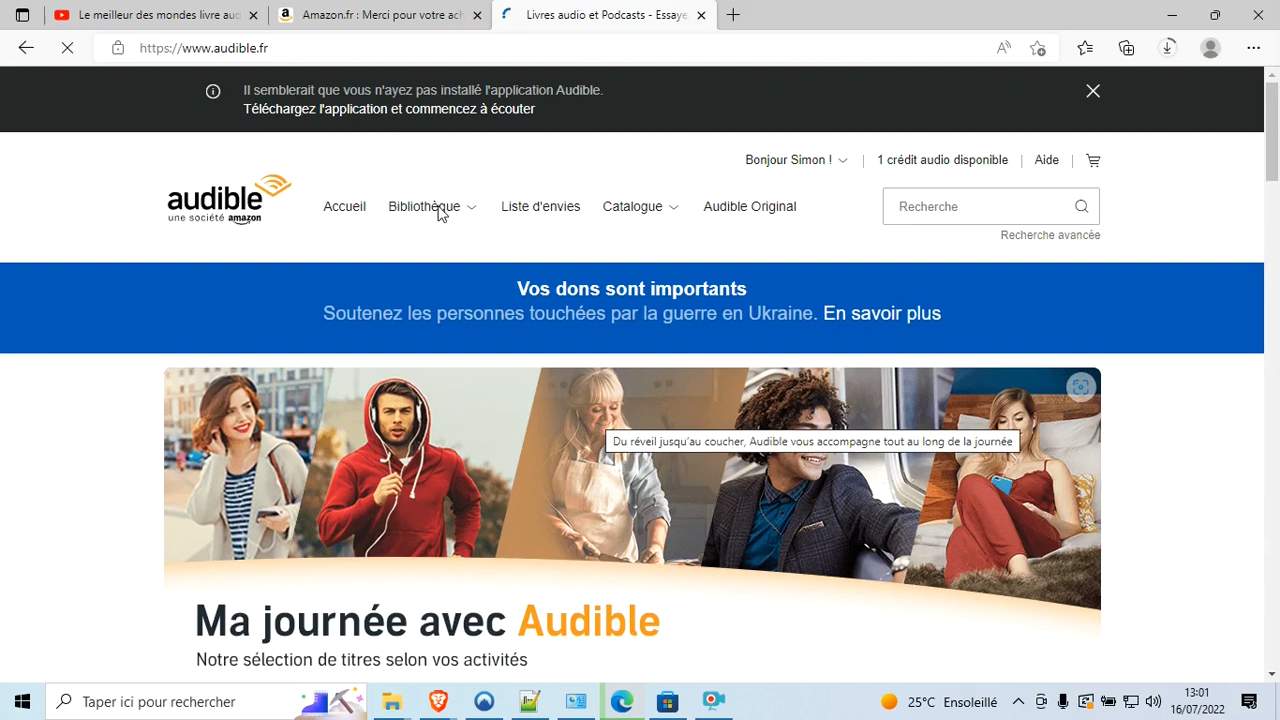 Le meilleur des mondes (Al
Amazon.fr : Merci pour votre ac
Livres audio et Podcasts - Essaye
https://www.audible.fr
Il semblerait que vous n'ayez pas installé l'application Audible.
Téléchargez l'application et commencez à écouter
Bonjour Simon !
1 crédit audio disponible
Aide
audible
une société amazon
Accueil
Bibliothèque
Liste d'envies
Catalogue
Audible Original
Recherche
Recherche avancée
Vos dons sont importants
Soutenez les personnes touchées par la guerre en Ukraine. En savoir plus
Du réveil jusqu'au coucher, Audible vous accompagne tout au long de la journée
Ma journée avec Audible
Notre sélection de titres selon vos activités
Taper ici pour rechercher
25°C Ensoleillé
13:01
16/07/2022